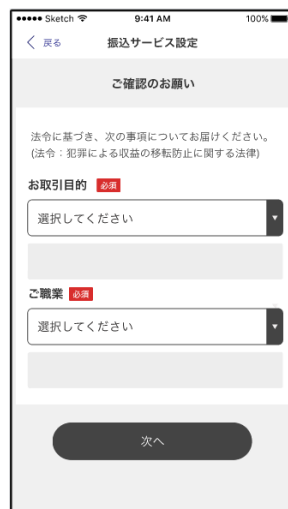 Sketch 9:41 AM 100%
戻る 振込サービス設定
ご確認のお願い
法令に基づき、次の事項についてお届けください。
(法令：犯罪による収益の移転防止に関する法律)
お取引目的 必須
選択してください
ご職業 必須
選択してください
次へ